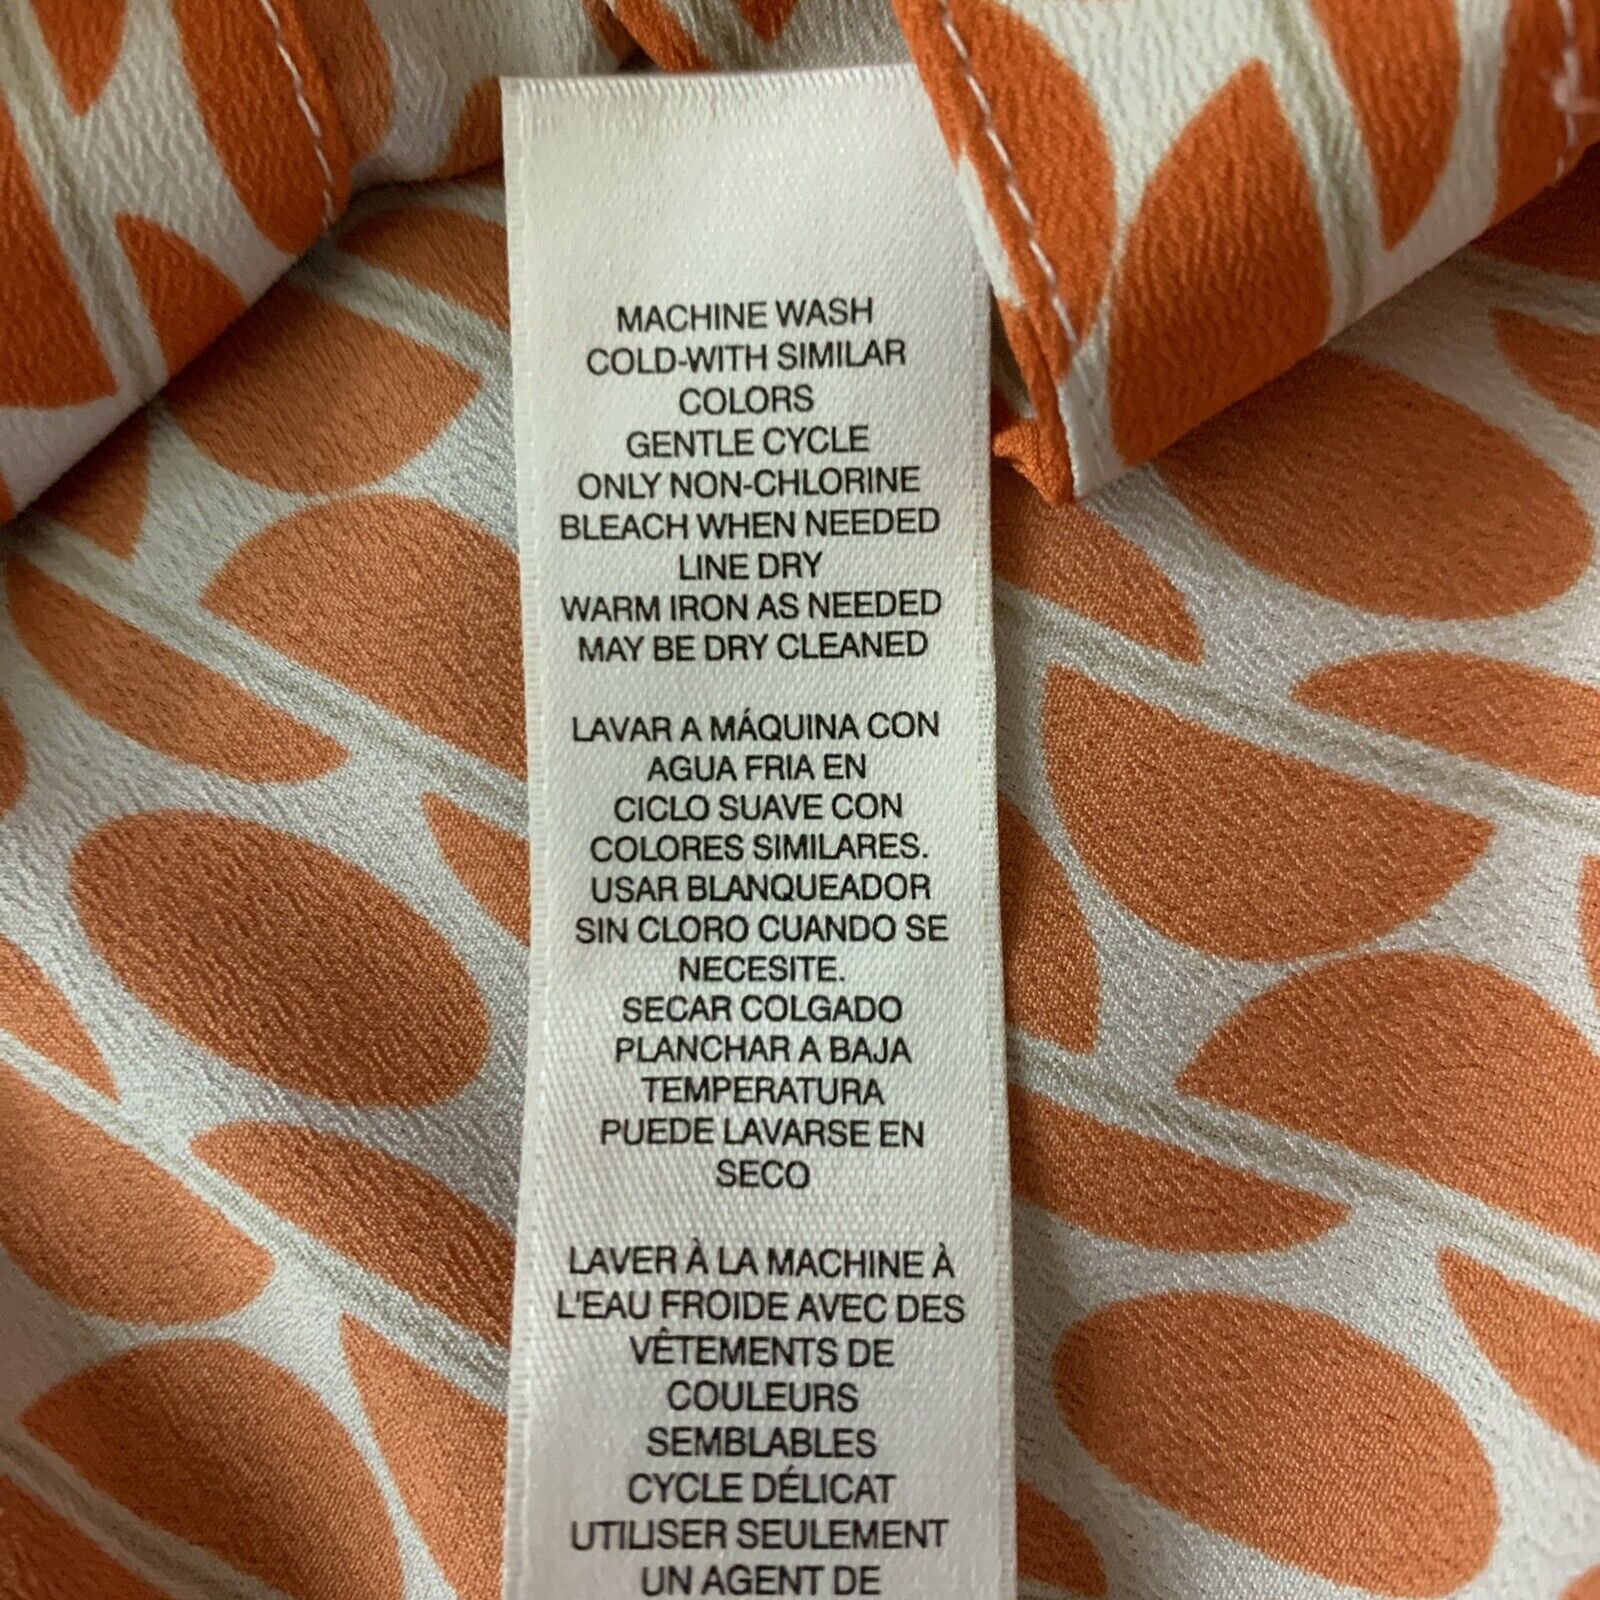 MACHINE WASH
COLD-WITH SIMILAR
COLORS
GENTLE CYCLE
ONLY NON-CHLORINE
BLEACH WHEN NEEDED
LINE DRY
WARM IRON AS NEEDED
MAY BE DRY CLEANED
LAVAR A MÁQUINA CON
AGUA FRIA EN
CICLO SUAVE CON
COLORES SIMILARES.
USAR BLANQUEADOR
SIN CLORO CUANDO SE
NECESITE.
SECAR COLGADO
PLANCHAR A BAJA
TEMPERATURA
PUEDE LAVARSE EN
SECO
LAVER À LA MACHINE À
L'EAU FROIDE AVEC DES
VÊTEMENTS DE
COULEURS
SEMBLABLES
CYCLE DÉLICAT
UTILISER SEULEMENT
UN AGENT DE